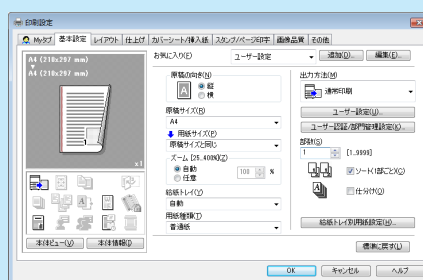 印刷設定
Myタブ 基本設定 レイアウト 仕上げ カバーシート/挿入紙 スタンプ/ページ印字 画像品質 その他
A4 (210x297 mm)
A4 (210x297 mm)
x1
本体ビュー(V) 本体情報(I)
お気に入り(F) ユーザー設定 追加(D)... 編集(E)...
原稿の向き(N)
縦
横
原稿サイズ(R)
A4
用紙サイズ(P)
原稿サイズと同じ
ズーム [25..400%](Z)
自動
任意
100 %
給紙トレイ(Y)
自動
用紙種類(T)
普通紙
出力方法(M)
通常印刷
ユーザー設定(U)...
ユーザー認証/部門管理設定(K)...
部数(S)
1 [1..9999]
ソート(1部ごと)(O)
仕分け(O)
給紙トレイ別用紙設定(H)...
標準に戻す(L)
OK キャンセル ヘルプ